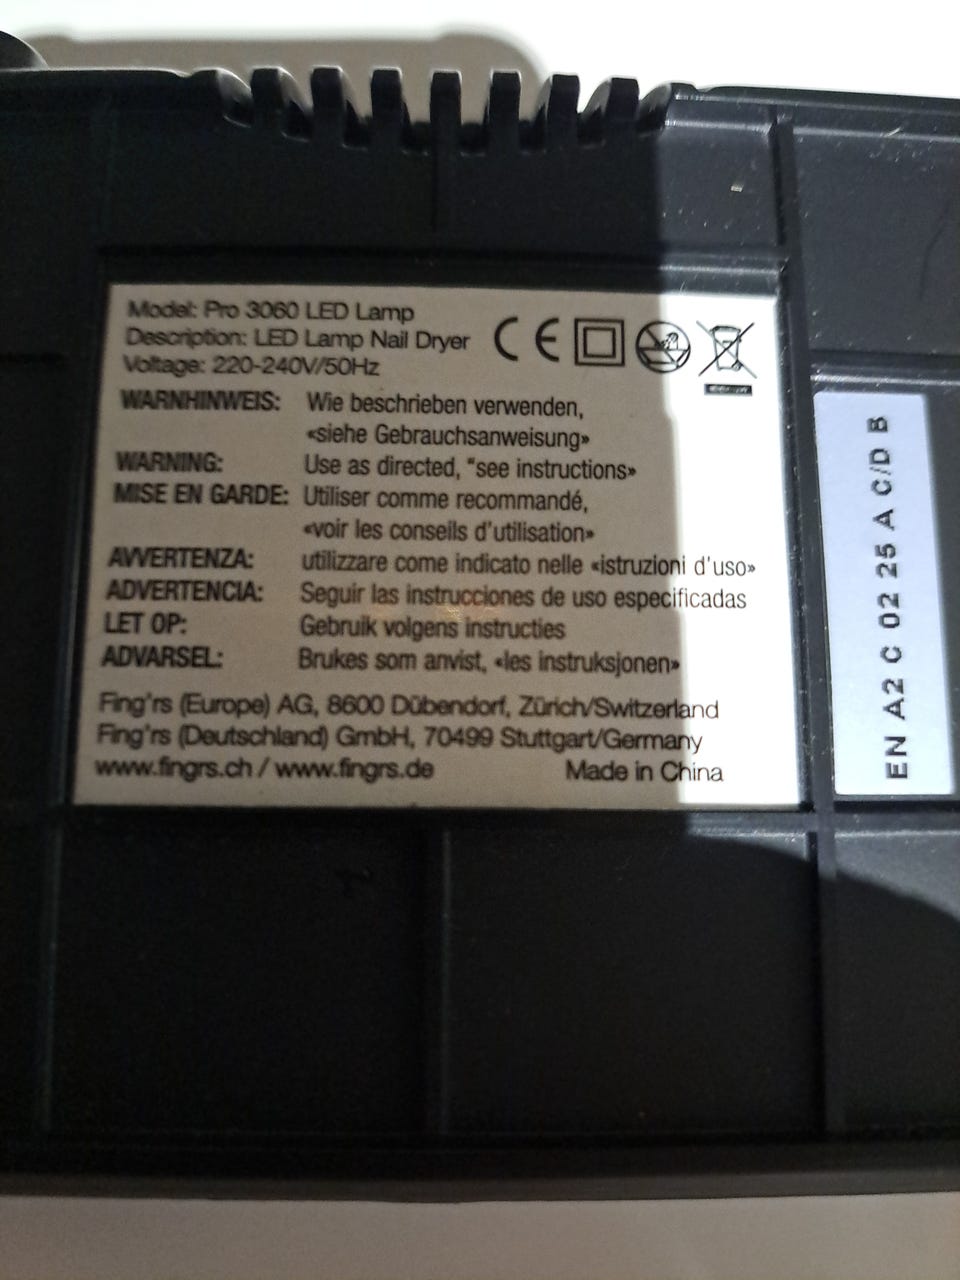 Model: Pro 3060 LED Lamp
Description: LED Lamp Nail Dryer
Voltage: 220-240V/50Hz
CE
WARNHINWEIS: Wie beschrieben verwenden,
«siehe Gebrauchsanweisung»
WARNING: Use as directed, "see instructions»
MISE EN GARDE: Utiliser comme recommandé,
«voir les conseils d'utilisation»
AVVERTENZA: utilizzare come indicato nelle «istruzioni d'uso»
ADVERTENCIA: Seguir las instrucciones de uso especificadas
LET OP: Gebruik volgens instructies
ADVARSEL: Brukes som anvist, «les instruksjonen»
Fing'rs (Europe) AG, 8600 Dübendorf, Zürich/Switzerland
Fing'rs (Deutschland) GmbH, 70499 Stuttgart/Germany
www.fingrs.ch / www.fingrs.de Made in China
EN A2 C 02 25 A C/D B